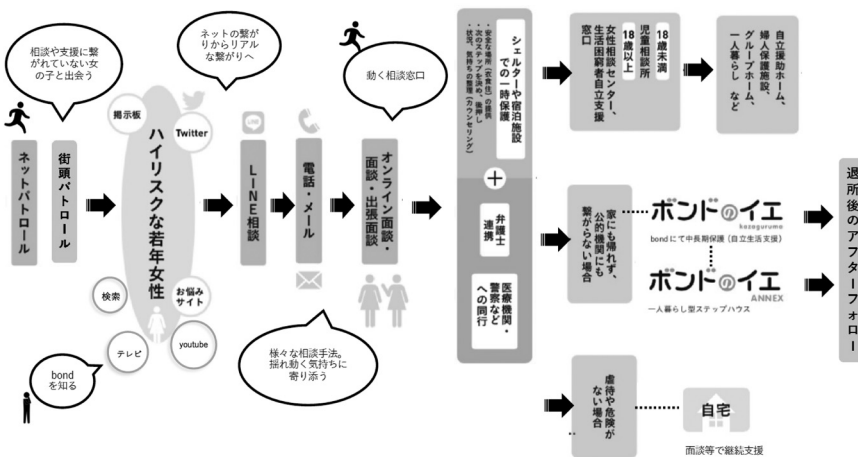 相談や支援に繋
がれていない女
の子と出会う
ネットの繋が
りからリアル
な繋がりへ
動く相談窓口
ネットパトロール
街頭パトロール
ハイリスクな若年女性
掲示板
Twitter
検索
お悩み
サイト
テレビ
youtube
bond
を知る
LINE
LINE相談
電話・メール
オンライン面談・
面談・出張面談
様々な相談手法。
揺れ動く気持ちに
寄り添う
シェルターや宿泊施設
での一時保護
・安全な場所（衣食住）の提供
・次のステップを決め、後押し
・状況、気持ちの整理（カウンセリング）
弁護士
連携
医療機関・
警察など
への同行
18歳未満
児童相談所
18歳以上
女性相談センター、
生活困窮者自立支援
窓口
自立援助ホーム、
婦人保護施設、
グループホーム、
一人暮らし など
家にも帰れず、
公的機関にも
繋がらない場合
ボンドのイエ
kazaguruma
bondにて中長期保護（自立生活支援）
ボンドのイエ
ANNEX
一人暮らし型ステップハウス
虐待や危険が
ない場合
自宅
面談等で継続支援
退所後のアフターフォロー